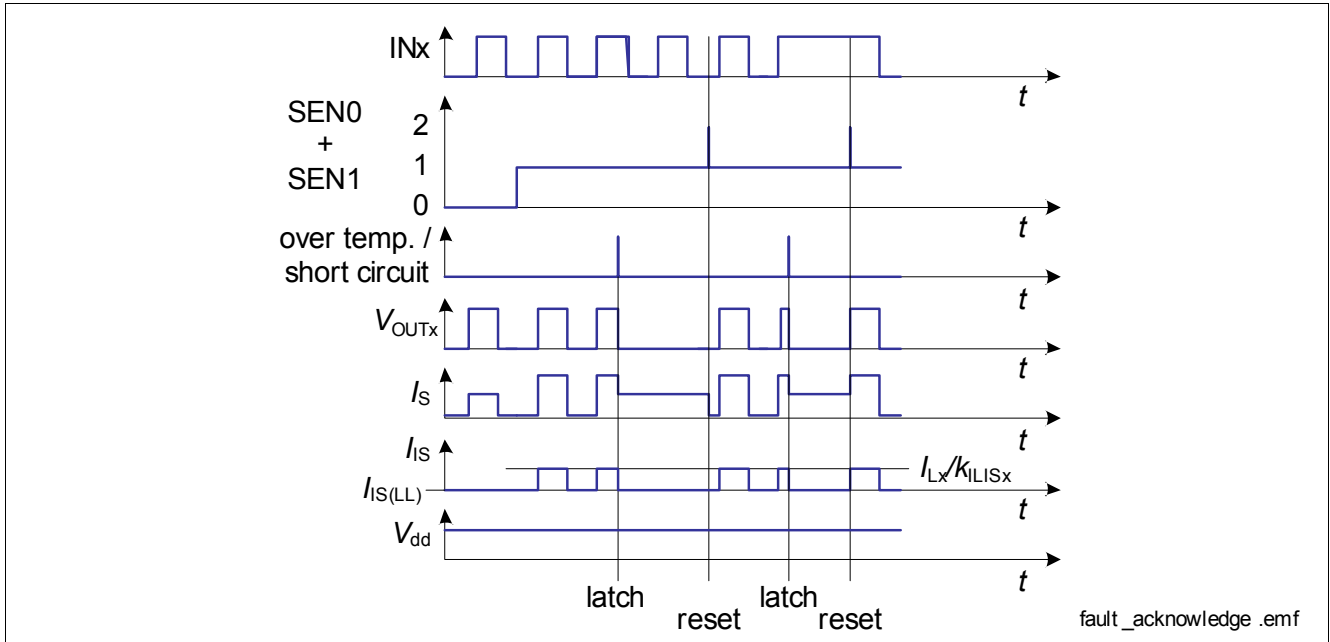 INx
t
SEN0
+
SEN1
2
1
0
t
over temp. /
short circuit
t
VOUTx
t
IS
t
IIS
IIS(LL)
ILx/kILISx
t
Vdd
t
latch
reset
latch
reset
fault _acknowledge .emf